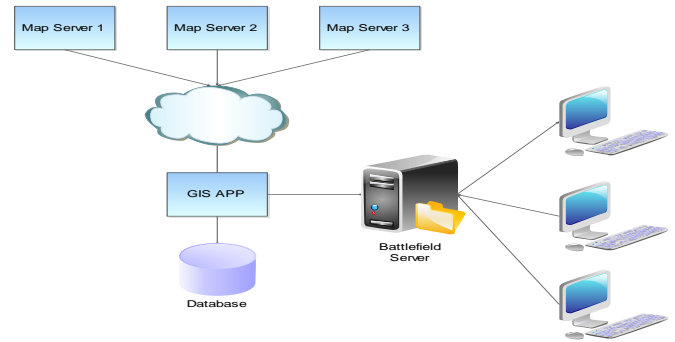 Map Server 1
Map Server 2
Map Server 3
GIS APP
Battlefield
Server
Database